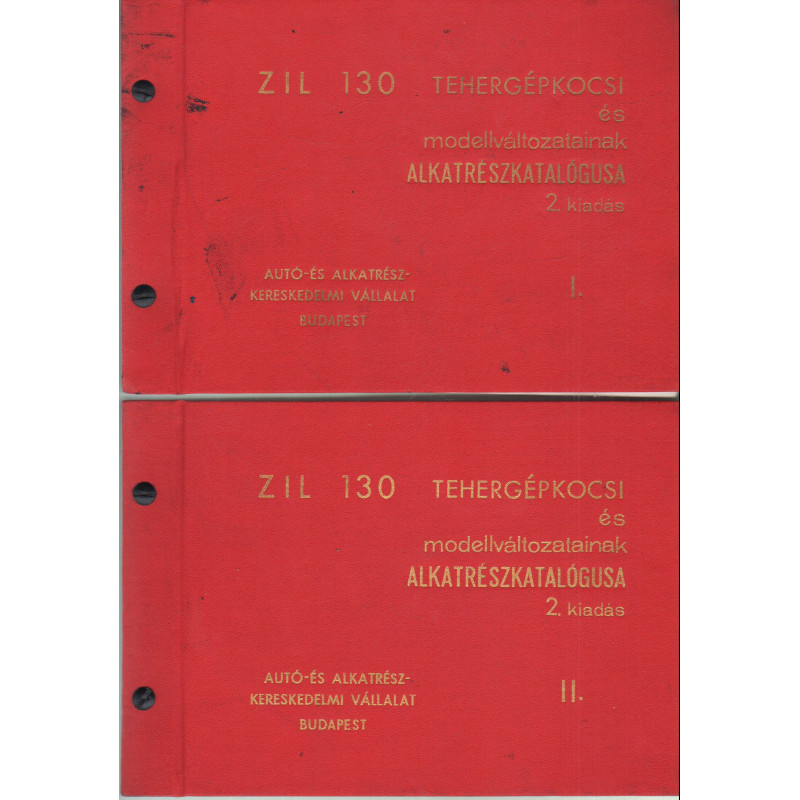 ZIL 130 TEHERGÉPKOCSI
és
modellváltozatainak
ALKATRÉSZKATALÓGUSA
2. kiadás
AUTÓ-ÉS ALKATRÉSZ-
KERESKEDELMI VÁLLALAT
BUDAPEST
I.
ZIL 130 TEHERGÉPKOCSI
és
modellváltozatainak
ALKATRÉSZKATALÓGUSA
2. kiadás
AUTÓ-ÉS ALKATRÉSZ-
KERESKEDELMI VÁLLALAT
BUDAPEST
II.